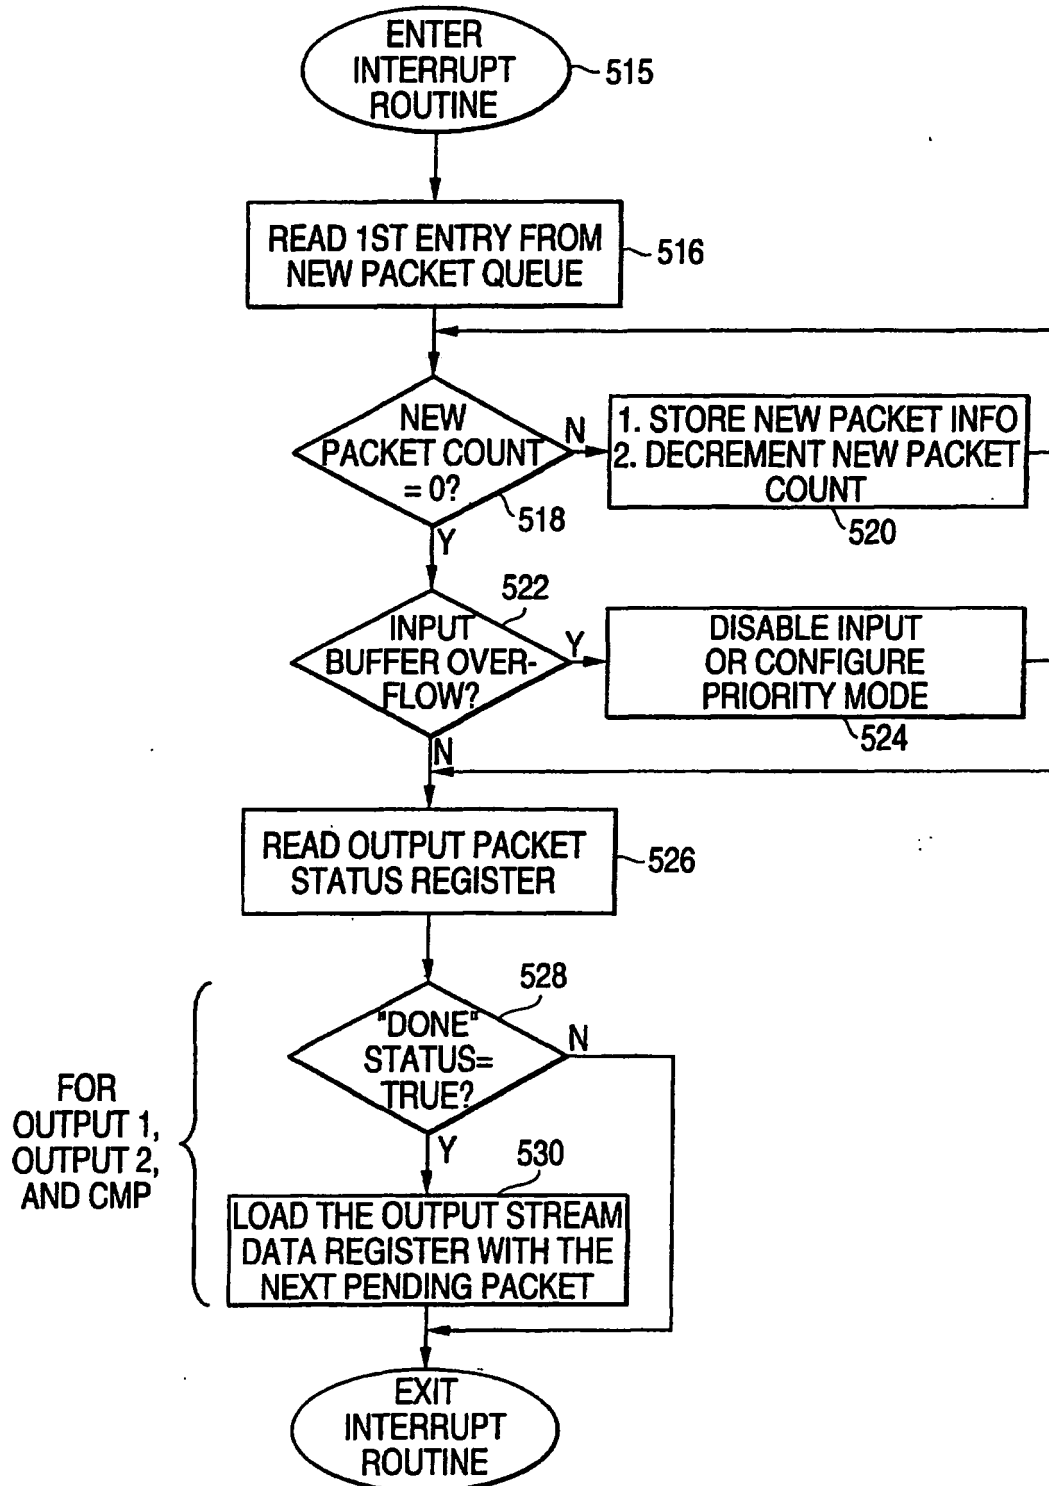 ENTER
INTERRUPT
ROUTINE
515
READ 1ST ENTRY FROM
NEW PACKET QUEUE
516
NEW
PACKET COUNT
= 0?
518
N
Y
1. STORE NEW PACKET INFO
2. DECREMENT NEW PACKET
COUNT
520
522
INPUT
BUFFER OVER-
FLOW?
Y
N
DISABLE INPUT
OR CONFIGURE
PRIORITY MODE
524
READ OUTPUT PACKET
STATUS REGISTER
526
528
"DONE"
STATUS=
TRUE?
N
Y
FOR
OUTPUT 1,
OUTPUT 2,
AND CMP
530
LOAD THE OUTPUT STREAM
DATA REGISTER WITH THE
NEXT PENDING PACKET
EXIT
INTERRUPT
ROUTINE